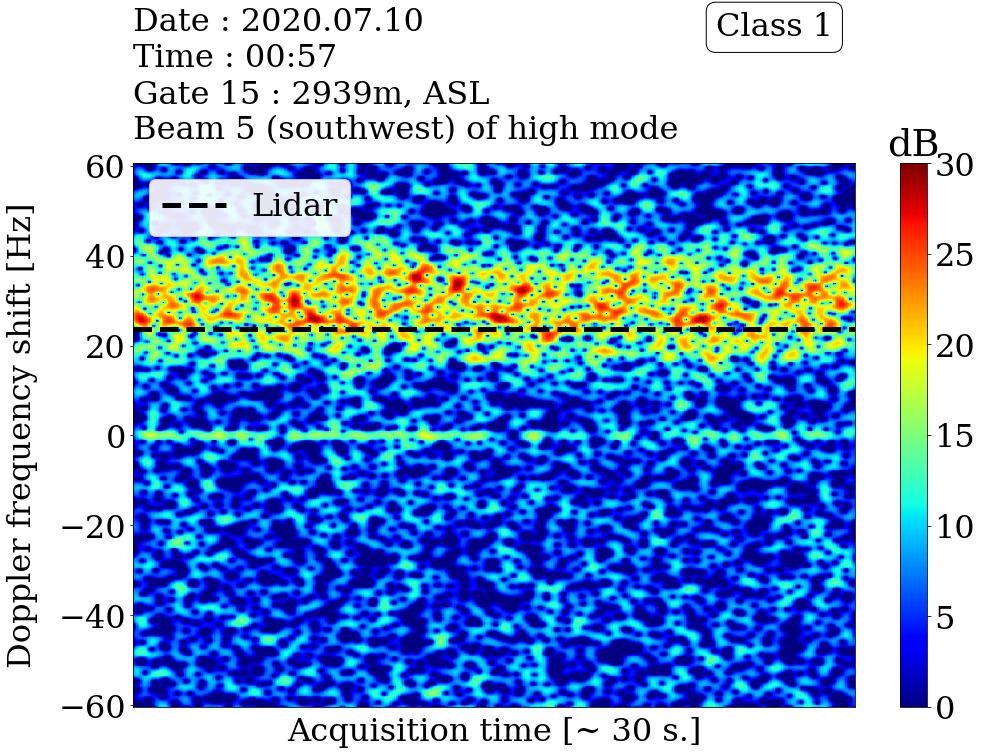 Date : 2020.07.10
Time : 00:57
Gate 15 : 2939m, ASL
Beam 5 (southwest) of high mode
Class 1
dB
Lidar
Doppler frequency shift [Hz]
60
40
20
0
−20
−40
−60
30
25
20
15
10
5
0
Acquisition time [~ 30 s.]